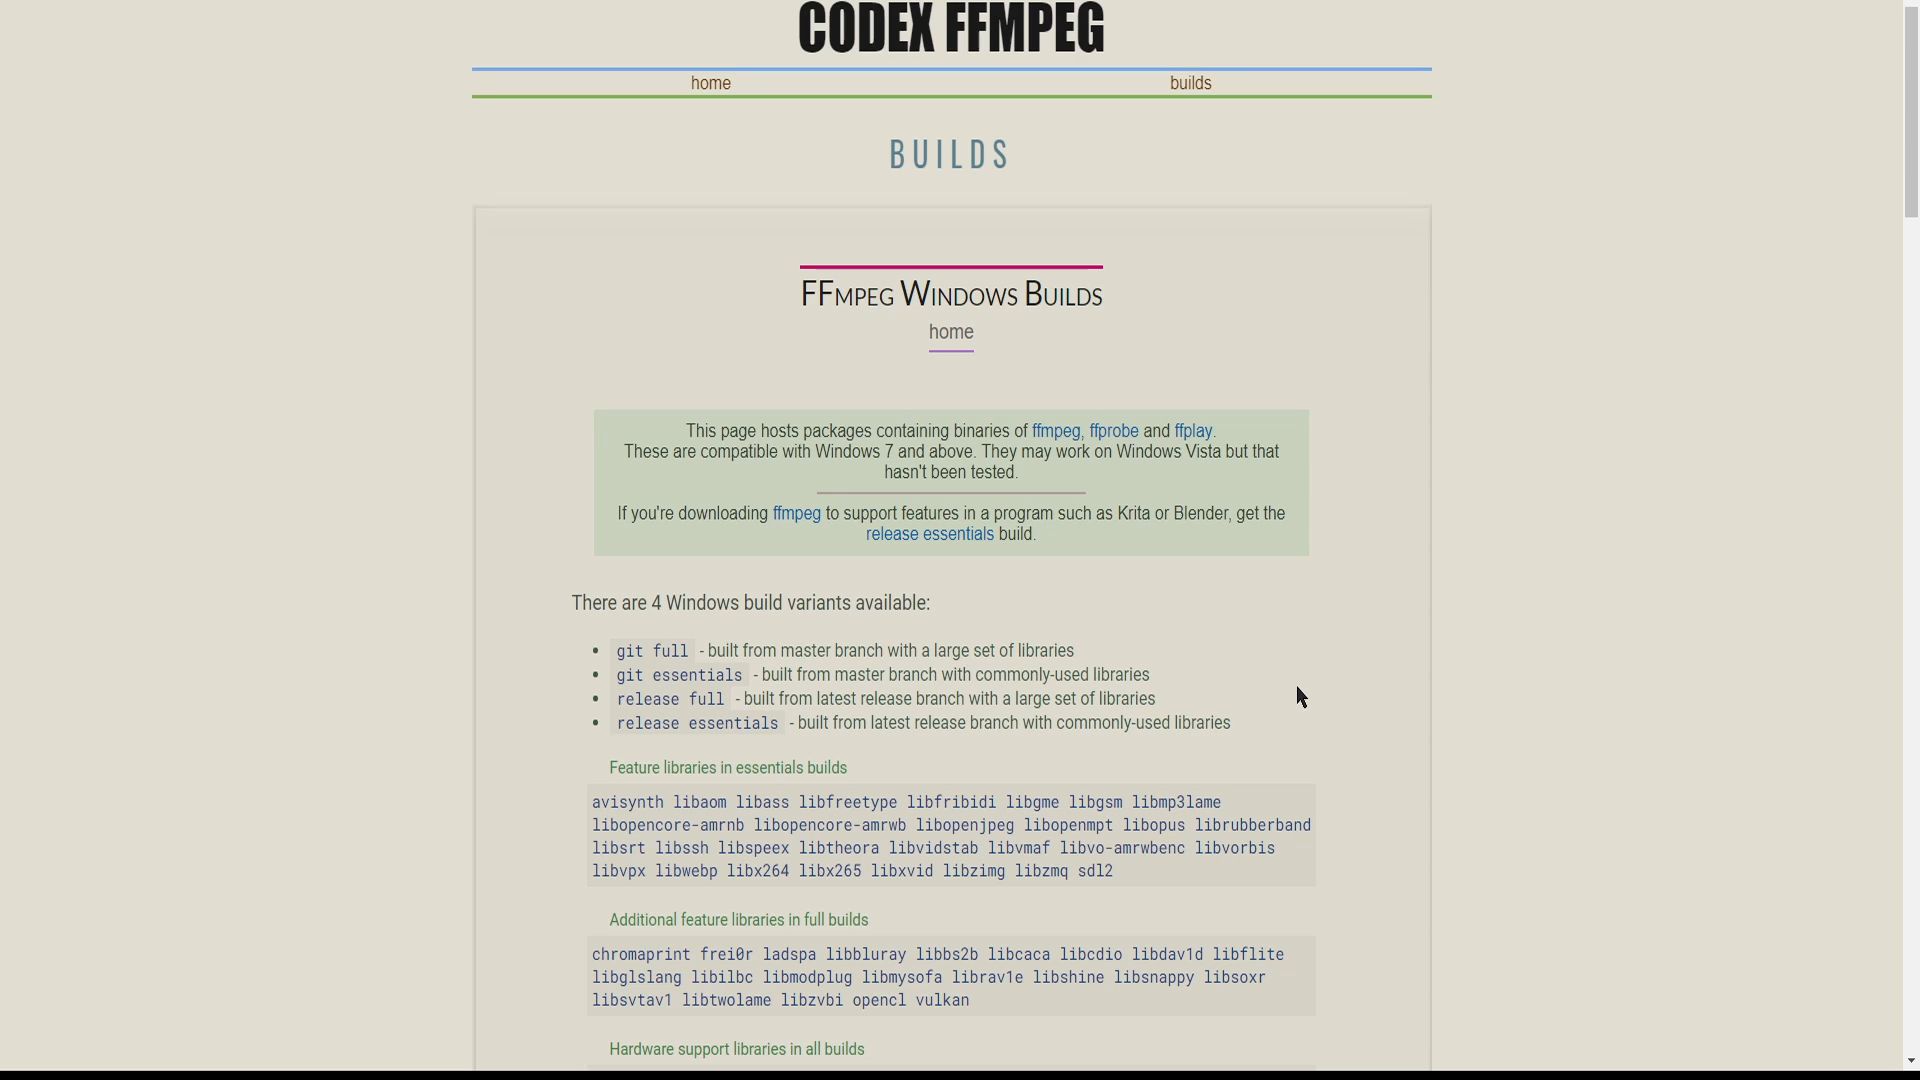 CODEX FFMPEG
home builds
BUILDS
FFmpeg Windows Builds
home
This page hosts packages containing binaries of ffmpeg, ffprobe and ffplay.
These are compatible with Windows 7 and above. They may work on Windows Vista but that
hasn't been tested.
If you're downloading ffmpeg to support features in a program such as Krita or Blender, get the
release essentials build.
There are 4 Windows build variants available:
• git full - built from master branch with a large set of libraries
• git essentials - built from master branch with commonly-used libraries
• release full - built from latest release branch with a large set of libraries
• release essentials - built from latest release branch with commonly-used libraries
Feature libraries in essentials builds
avisynth libaom libass libfreetype libfribidi libgme libgsm libmp3lame
libopencore-amrnb libopencore-amrwb libopenjpeg libopenmpt libopus librubberband
libsrt libssh libspeex libtheora libvidstab libvmaf libvo-amrwbenc libvorbis
libvpx libwebp libx264 libx265 libxvid libzimg libzmq sdl2
Additional feature libraries in full builds
chromaprint frei0r ladspa libbluray libbs2b libcaca libcdio libdav1d libflite
libglslang libilbc libmodplug libmysofa librav1e libshine libsnappy libsoxr
libsvtav1 libtwolame libzvbi opencl vulkan
Hardware support libraries in all builds